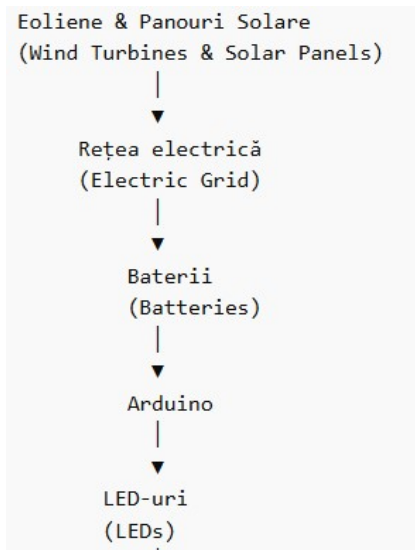 Eoliene & Panouri Solare
(Wind Turbines & Solar Panels)
Rețea electrică
(Electric Grid)
Baterii
(Batteries)
Arduino
LED-uri
(LEDs)